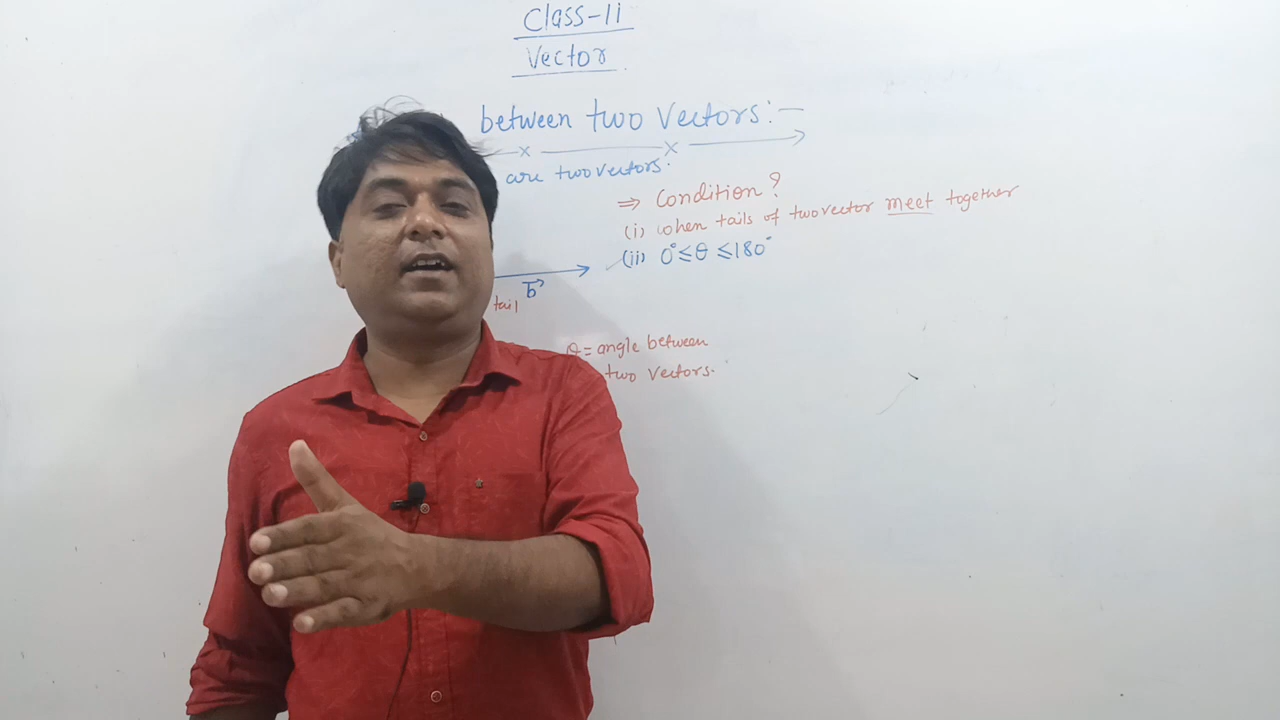 Class-11
Vector
between two Vectors:-
are two vectors.
⇒ Condition?
(i) when tails of two vector meet together
(ii) 0°≤θ≤180°
b⃗
tail
θ=angle between
two vectors.